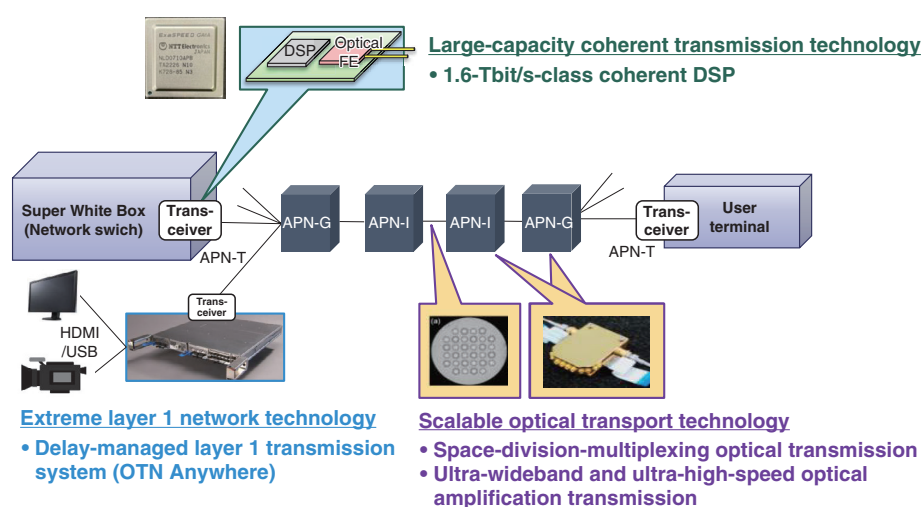 NTT Electronics
JAPAN
DSP
Optical
FE
Large-capacity coherent transmission technology
• 1.6-Tbit/s-class coherent DSP
Super White Box
(Network swich)
Trans-
ceiver
APN-T
APN-G
APN-I
APN-I
APN-G
Trans-
ceiver
APN-T
User
terminal
Trans-
ceiver
HDMI
/USB
(a)
Extreme layer 1 network technology
• Delay-managed layer 1 transmission
system (OTN Anywhere)
Scalable optical transport technology
• Space-division-multiplexing optical transmission
• Ultra-wideband and ultra-high-speed optical
amplification transmission